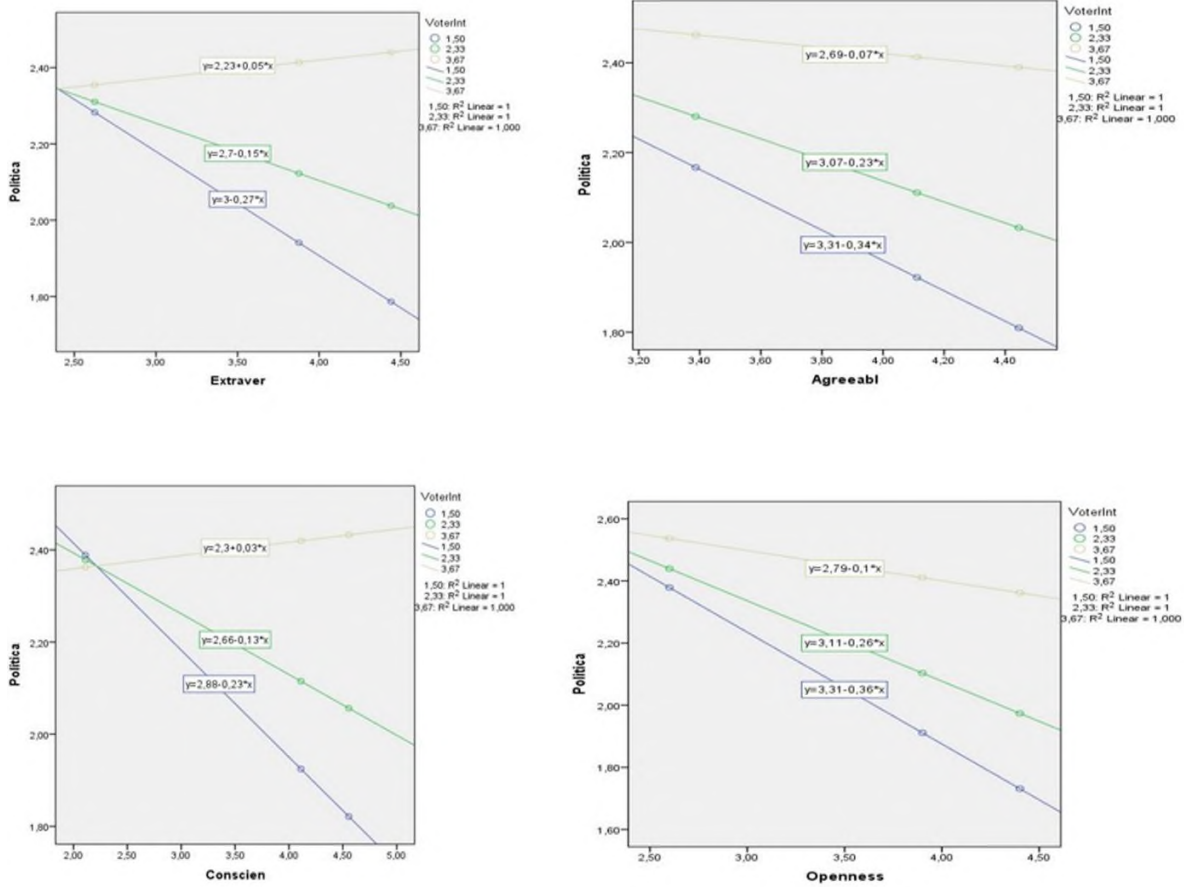 VoterInt
1,50
2,33
3,67
1,50
2,33
3,67
1,50: R² Linear = 1
2,33: R² Linear = 1
3,67: R² Linear = 1,000
2,40
2,20
2,00
1,80
Politica
y=2,23+0,05*x
y=2,7-0,15*x
y=3-0,27*x
2,50 3,00 3,50 4,00 4,50
Extraver
VoterInt
1,50
2,33
3,67
1,50
2,33
3,67
1,50: R² Linear = 1
2,33: R² Linear = 1
3,67: R² Linear = 1,000
2,40
2,20
2,00
1,80
Politica
y=2,69-0,07*x
y=3,07-0,23*x
y=3,31-0,34*x
3,20 3,40 3,60 3,80 4,00 4,20 4,40
Agreeabl
VoterInt
1,50
2,33
3,67
1,50
2,33
3,67
1,50: R² Linear = 1
2,33: R² Linear = 1
3,67: R² Linear = 1,000
2,40
2,20
2,00
1,80
Politica
y=2,3+0,03*x
y=2,66-0,13*x
y=2,88-0,23*x
2,00 2,50 3,00 3,50 4,00 4,50 5,00
Conscien
VoterInt
1,50
2,33
3,67
1,50
2,33
3,67
1,50: R² Linear = 1
2,33: R² Linear = 1
3,67: R² Linear = 1,000
2,60
2,40
2,20
2,00
1,80
1,60
Politica
y=2,79-0,1*x
y=3,11-0,26*x
y=3,31-0,36*x
2,50 3,00 3,50 4,00 4,50
Openness